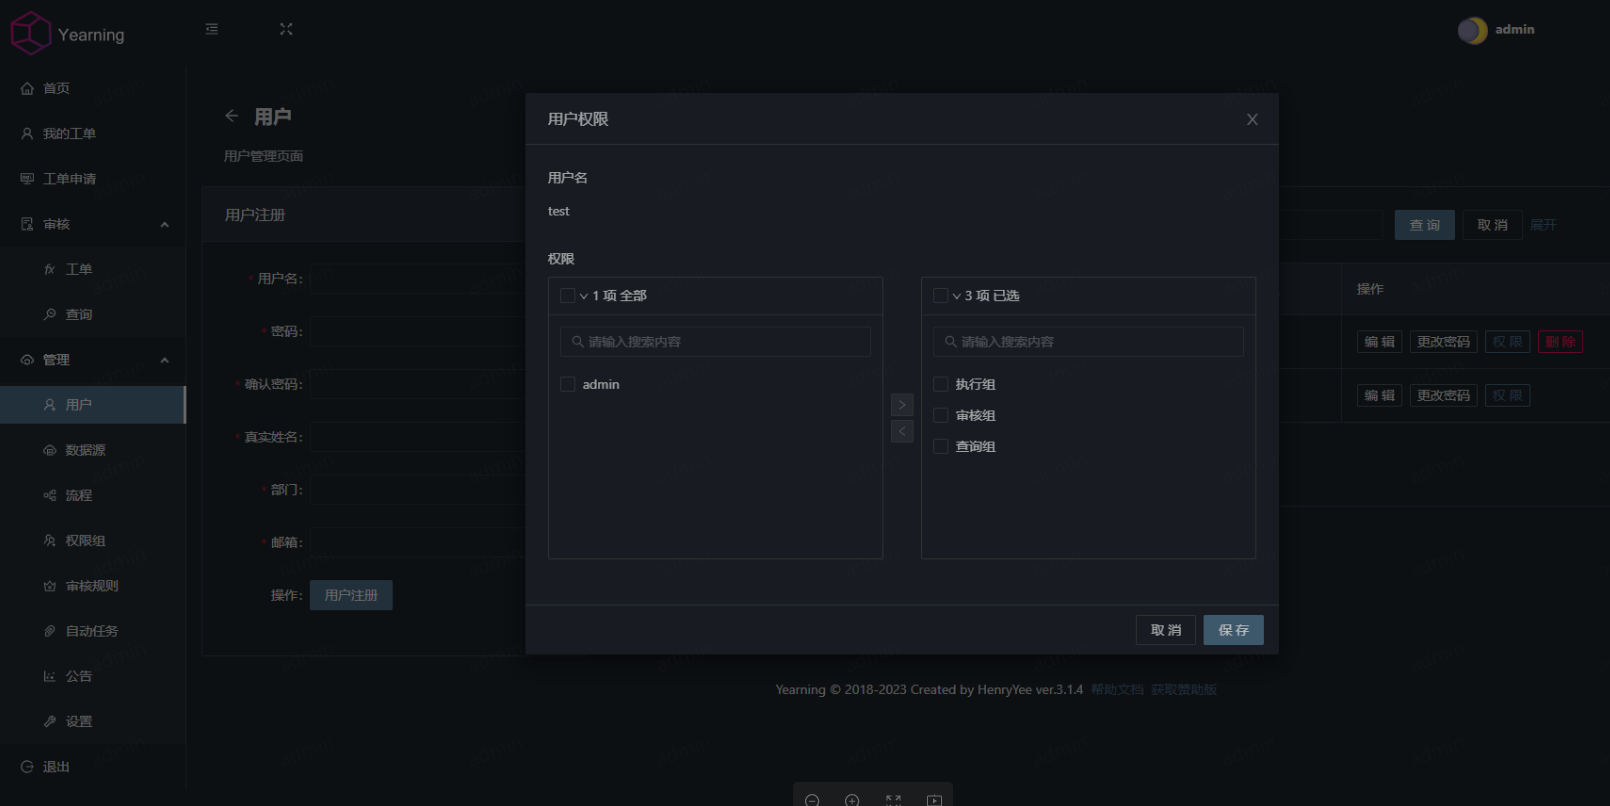 Yearning
admin
首页
我的工单
工单申请
审核
工单
查询
管理
用户
数据源
流程
权限组
审核规则
自动任务
公告
设置
退出
用户
用户管理页面
用户注册
* 用户名:
* 密码:
* 确认密码:
* 真实姓名:
* 部门:
* 邮箱:
操作: 用户注册
用户权限
用户名
test
权限
1 项 全部
请输入搜索内容
admin
3 项 已选
请输入搜索内容
执行组
审核组
查询组
取 消 保 存
查 询 取 消 展开
操作
编 辑 更改密码 权 限 删 除
编 辑 更改密码 权 限
Yearning © 2018-2023 Created by HenryYee ver.3.1.4 帮助文档 获取赞助版